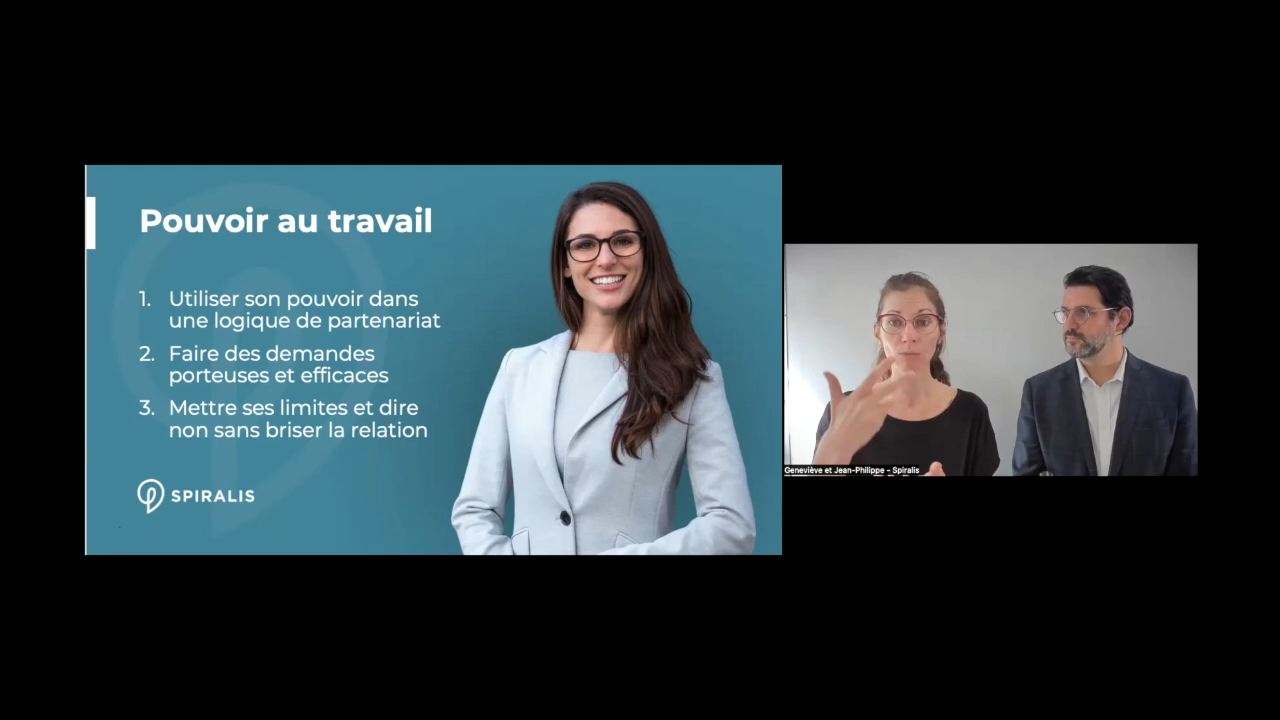 Pouvoir au travail
1. Utiliser son pouvoir dans
une logique de partenariat
2. Faire des demandes
porteuses et efficaces
3. Mettre ses limites et dire
non sans briser la relation
SPIRALIS
Geneviève et Jean-Philippe - Spiralis